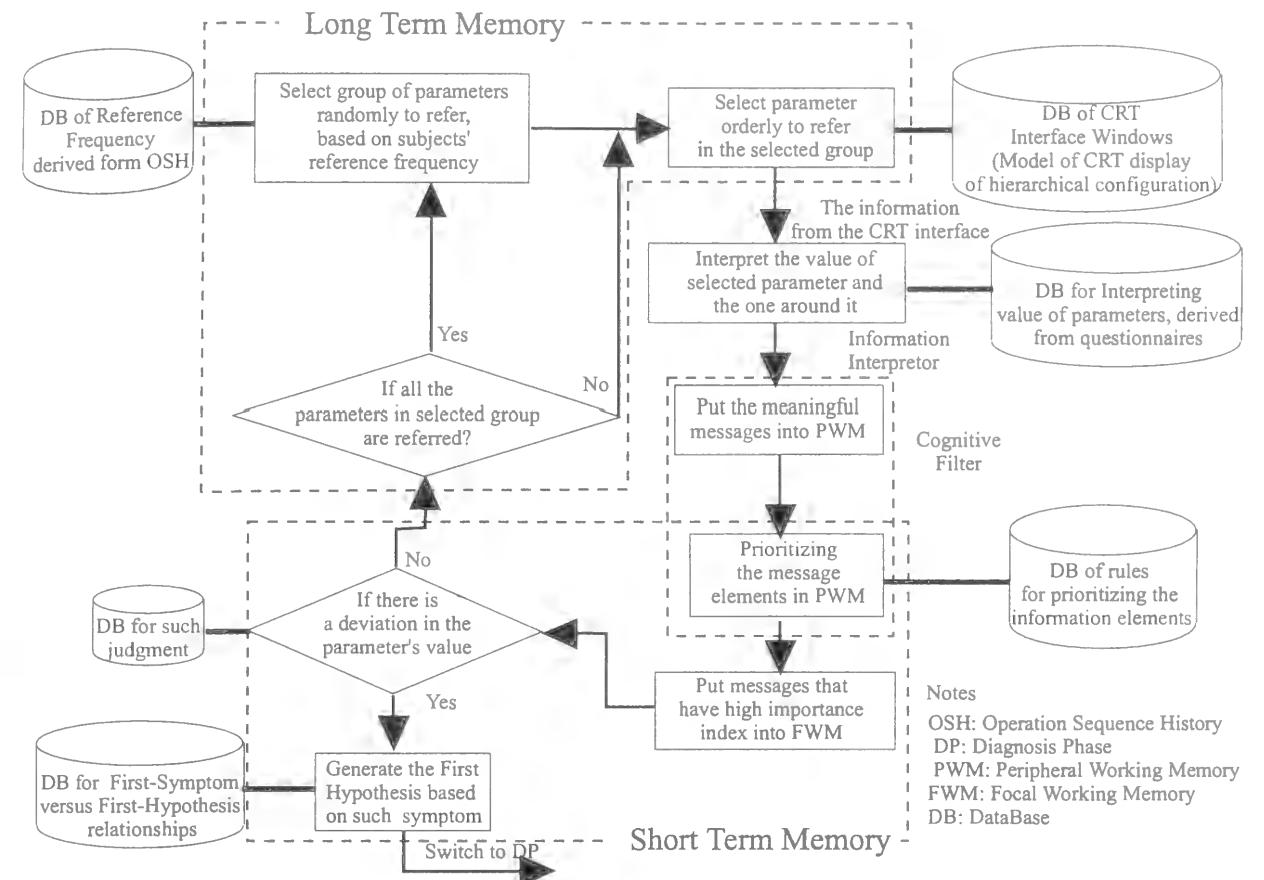 Long Term Memory
DB of Reference
Frequency
derived form OSH
Select group of parameters
randomly to refer,
based on subjects'
reference frequency
Select parameter
orderly to refer
in the selected group
DB of CRT
Interface Windows
(Model of CRT display
of hierarchical configuration)
The information
from the CRT interface
Interpret the value of
selected parameter and
the one around it
DB for Interpreting
value of parameters, derived
from questionnaires
Information
Interpretor
Yes
No
If all the
parameters in selected group
are referred?
Put the meaningful
messages into PWM
Cognitive
Filter
Prioritizing
the message
elements in PWM
DB of rules
for prioritizing the
information elements
No
If there is
a deviation in the
parameter's value
DB for such
judgment
Yes
Put messages that
have high importance
index into FWM
Generate the First
Hypothesis based
on such symptom
DB for First-Symptom
versus First-Hypothesis
relationships
Switch to DP
Short Term Memory
Notes
OSH: Operation Sequence History
DP: Diagnosis Phase
PWM: Peripheral Working Memory
FWM: Focal Working Memory
DB: DataBase